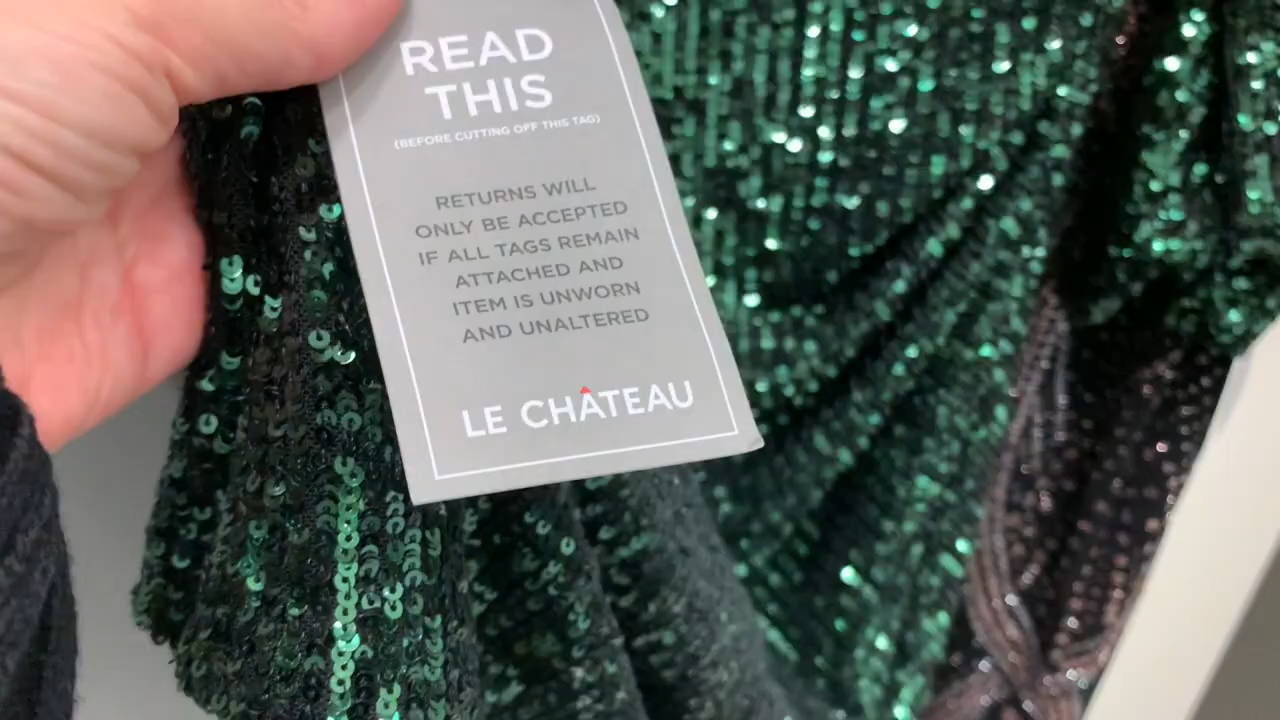 READ
THIS
(BEFORE CUTTING OFF THIS TAG)
RETURNS WILL
ONLY BE ACCEPTED
IF ALL TAGS REMAIN
ATTACHED AND
ITEM IS UNWORN
AND UNALTERED
LE CHÂTEAU